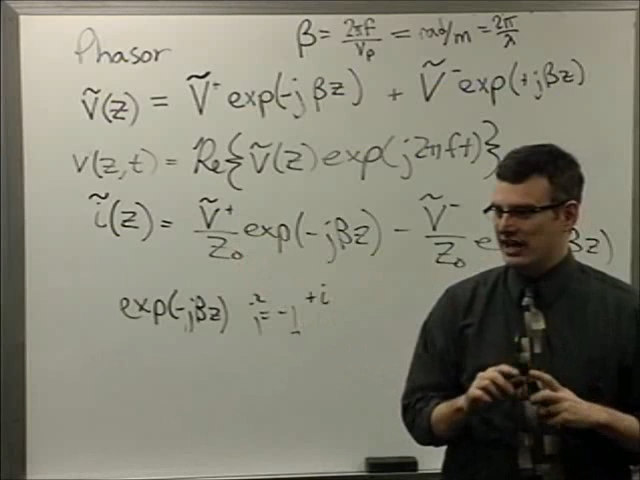 Phasor
β = 2πf/Vp = rad/m = 2π/λ
Ṽ(z) = Ṽ⁺ exp(-jβz) + Ṽ⁻ exp(+jβz)
v(z,t) = Re{Ṽ(z) exp(j2πft)}
ĩ(z) = Ṽ⁺/Z₀ exp(-jβz) - Ṽ⁻/Z₀ e βz)
exp(-jβz) j² = -1 +i